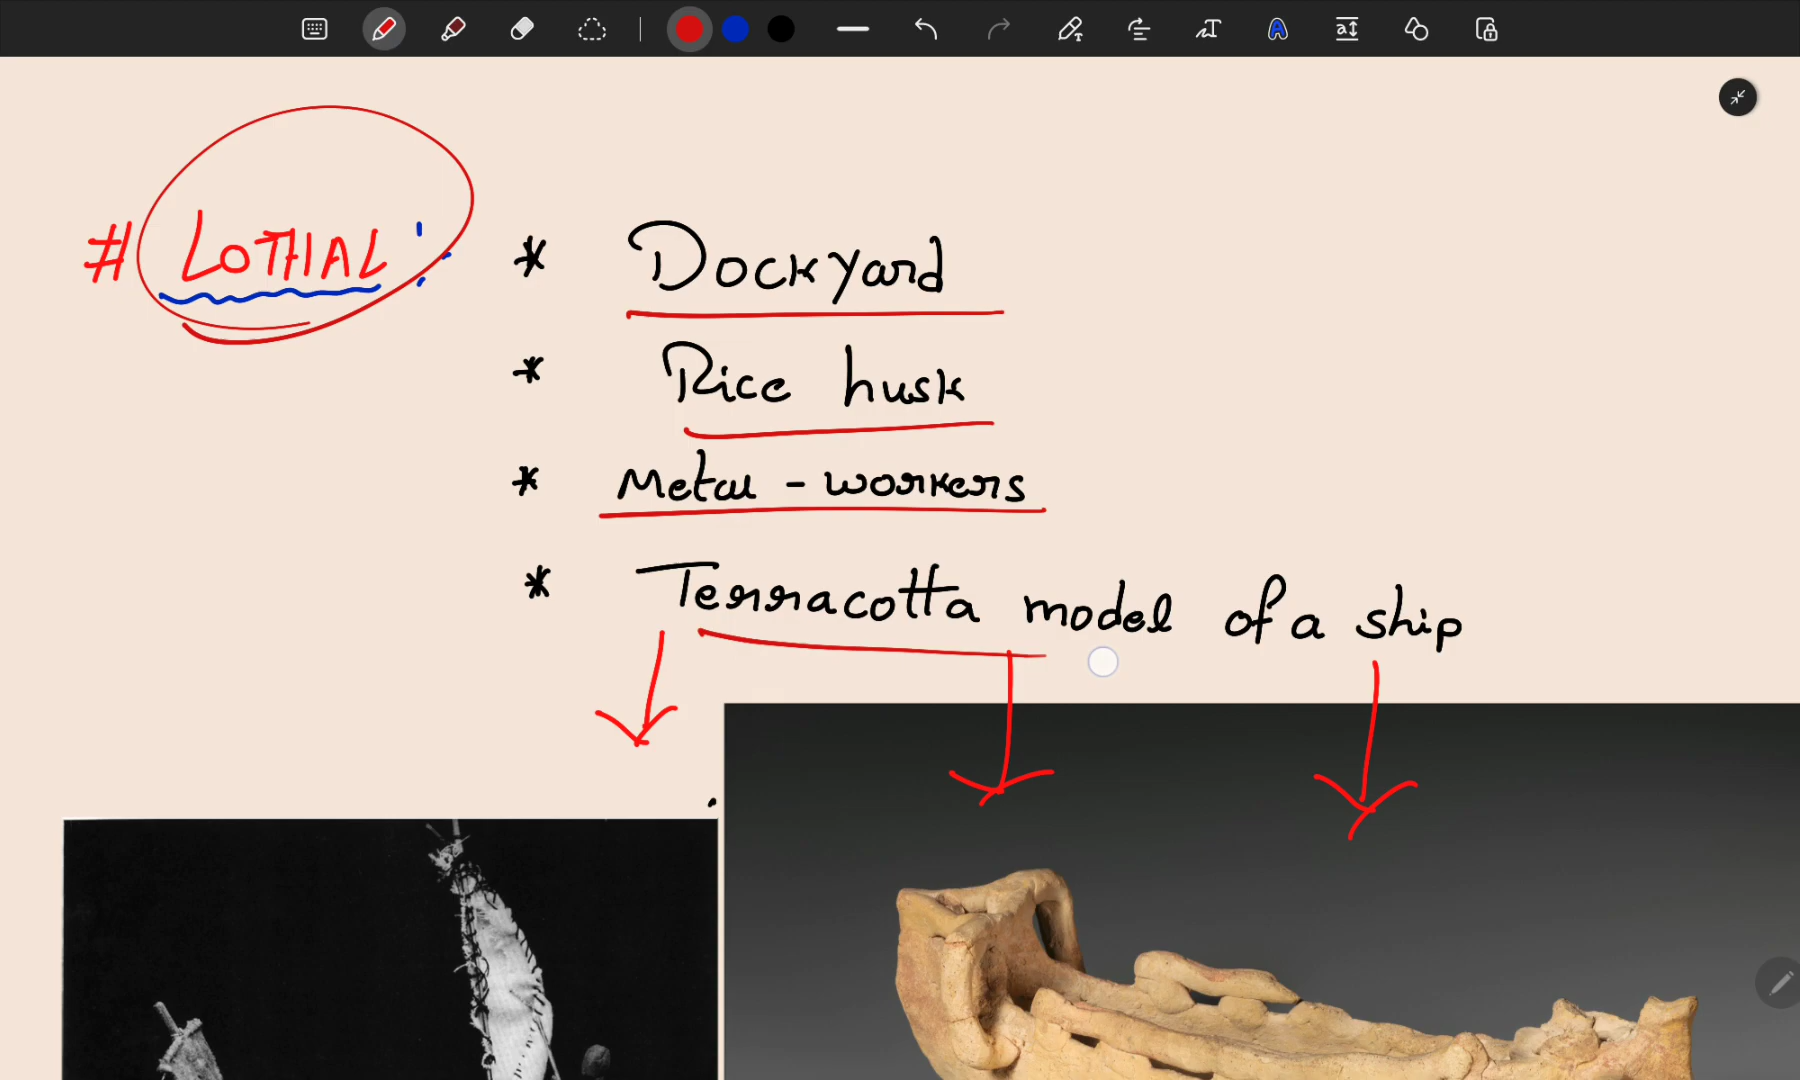 # LOTHAL :
* Dockyard
* Rice husk
* Metal - workers
* Terracotta model of a ship